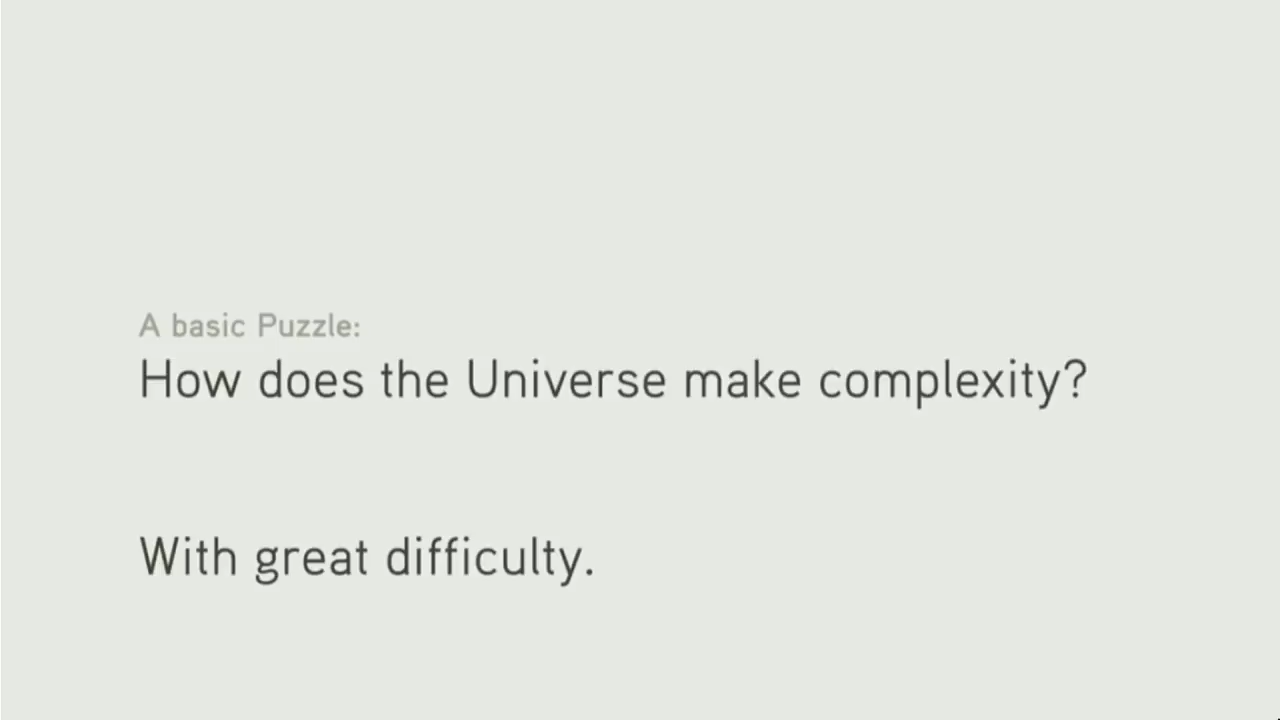 A basic Puzzle:
How does the Universe make complexity?
With great difficulty.